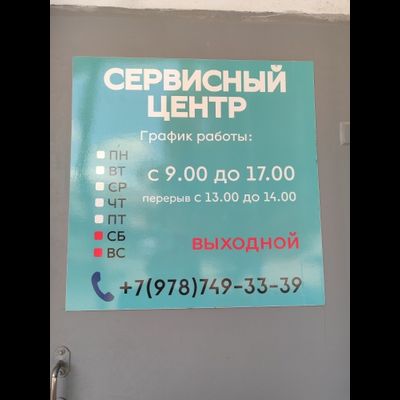 СЕРВИСНЫЙ
ЦЕНТР
График работы:
ПН
ВТ
СР
ЧТ
ПТ
с 9.00 до 17.00
перерыв с 13.00 до 14.00
СБ
ВС
ВЫХОДНОЙ
+7(978)749-33-39